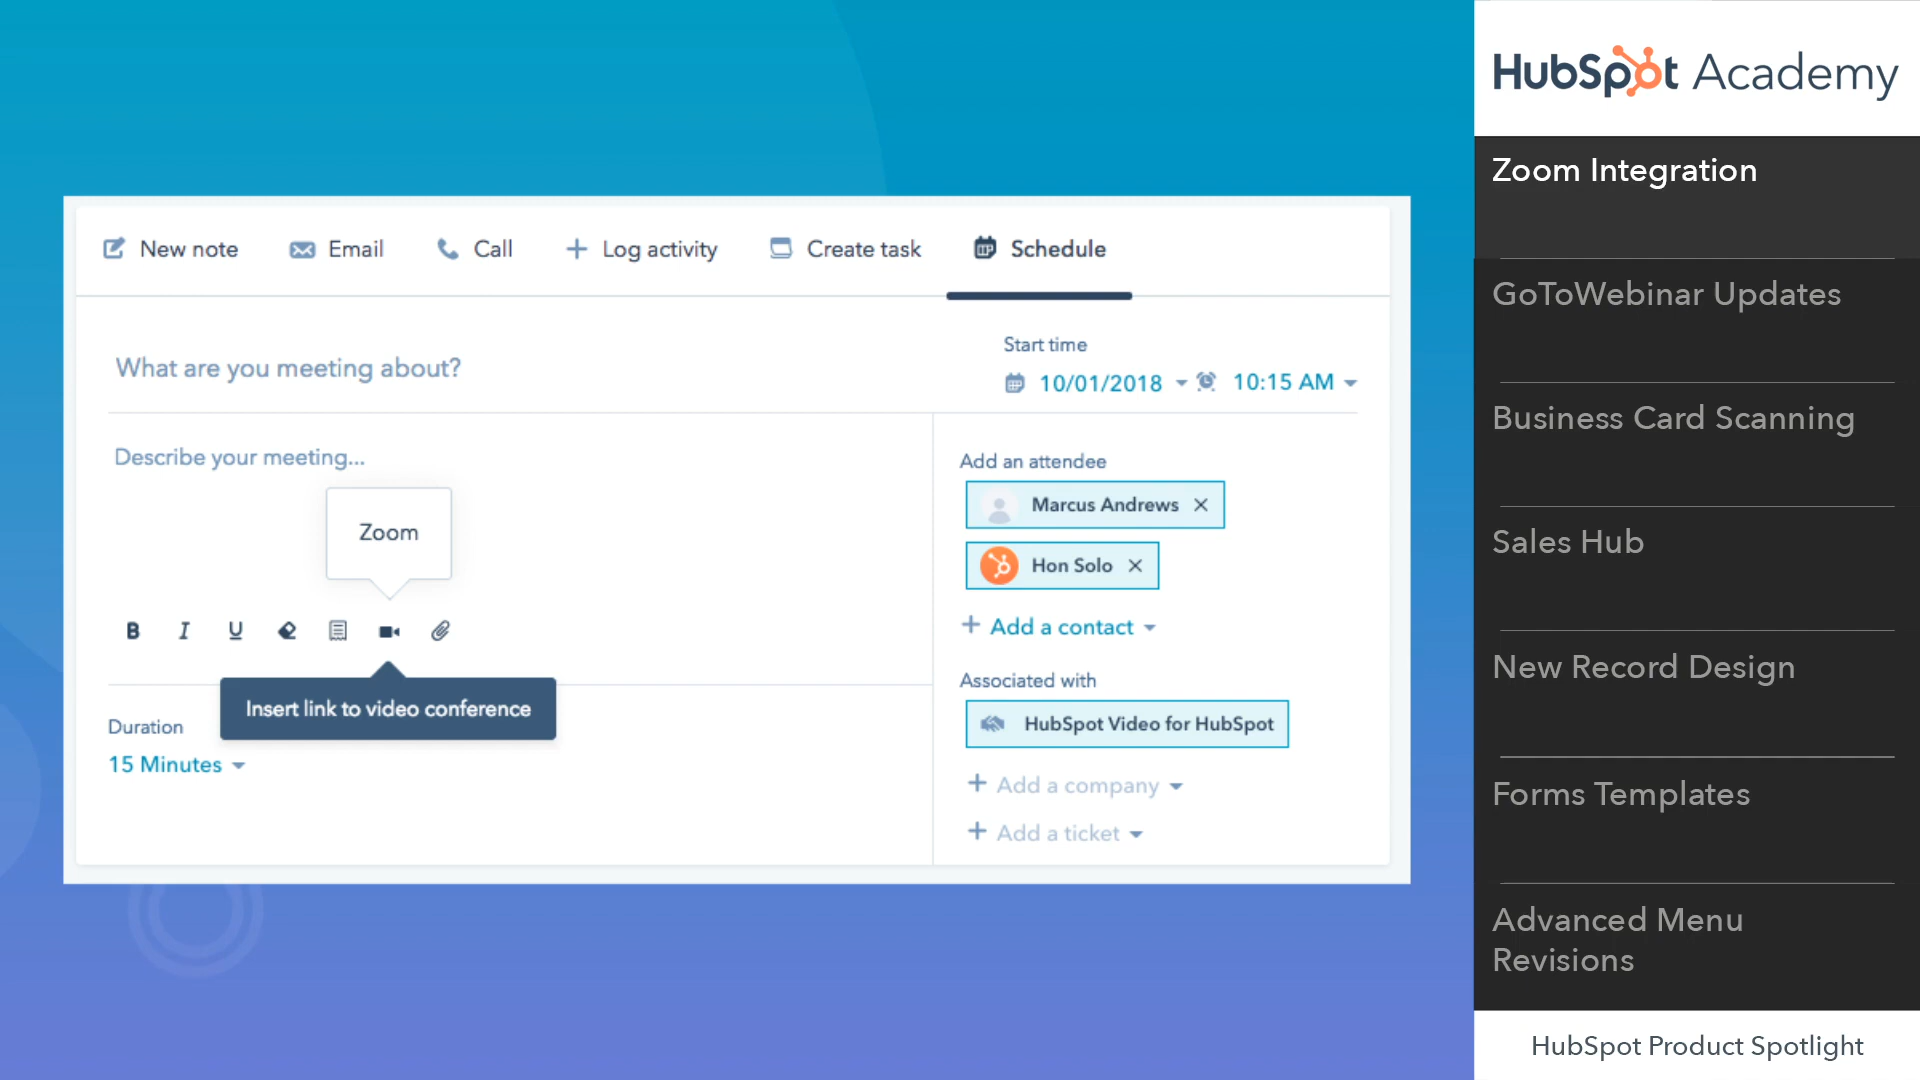 New note
Email
Call
Log activity
Create task
Schedule
What are you meeting about?
Start time
10/01/2018
10:15 AM
Describe your meeting...
Zoom
B I U
Insert link to video conference
Duration
15 Minutes
Add an attendee
Marcus Andrews
Hon Solo
Add a contact
Associated with
HubSpot Video for HubSpot
Add a company
Add a ticket
HubSpot Academy
Zoom Integration
GoToWebinar Updates
Business Card Scanning
Sales Hub
New Record Design
Forms Templates
Advanced Menu
Revisions
HubSpot Product Spotlight